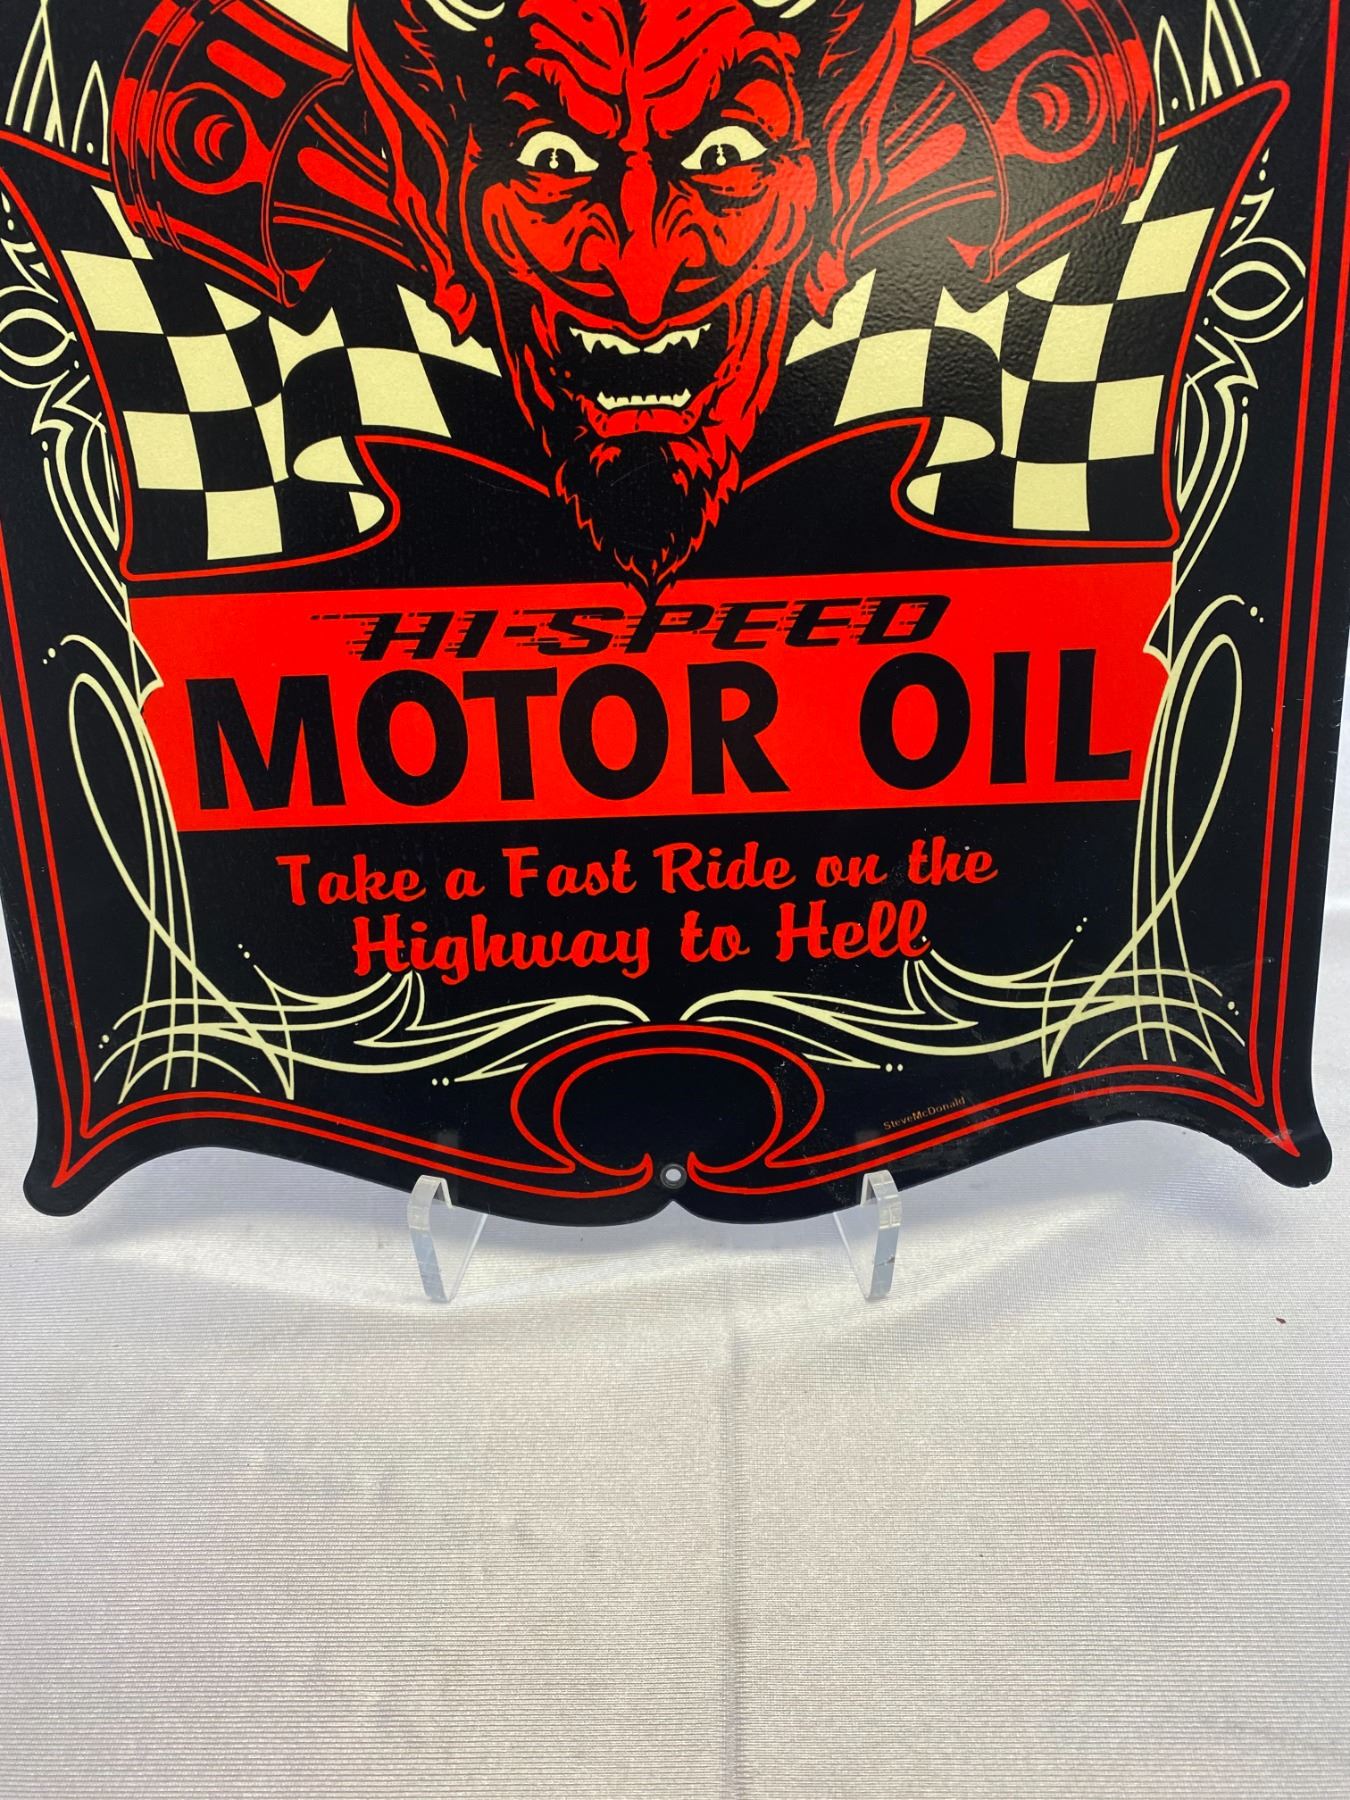 HI-SPEED
MOTOR OIL
Take a Fast Ride on the
Highway to Hell
SteveMcDonald